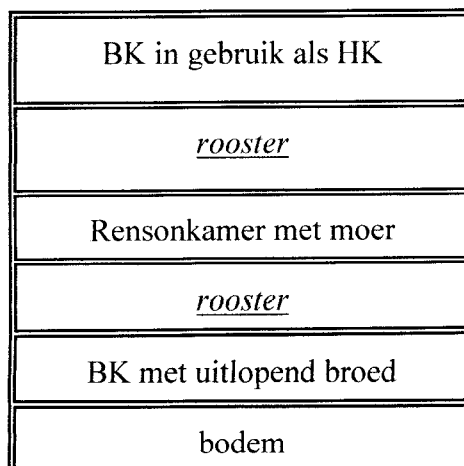 BK in gebruik als HK
rooster
Rensonkamer met moer
rooster
BK met uitlopend broed
bodem